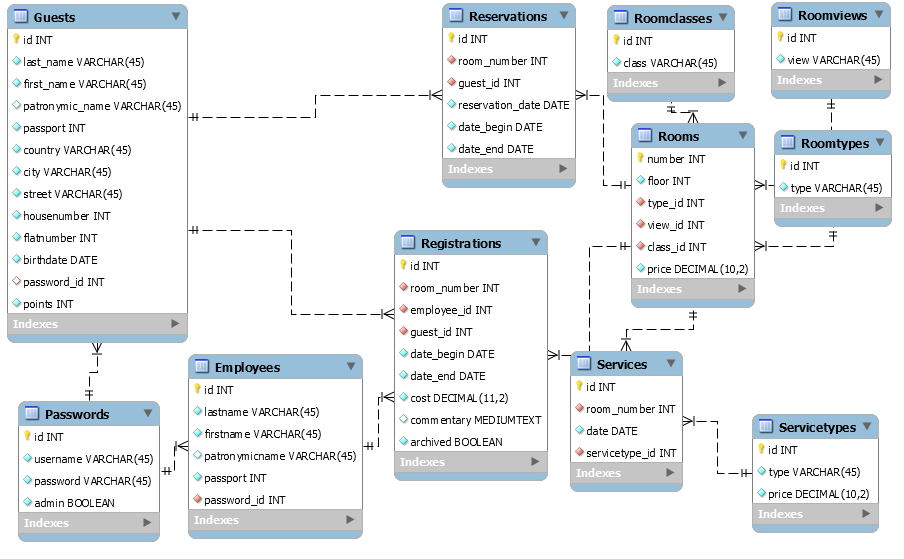 Guests
id INT
last_name VARCHAR(45)
first_name VARCHAR(45)
patronymic_name VARCHAR(45)
passport INT
country VARCHAR(45)
city VARCHAR(45)
street VARCHAR(45)
housenumber INT
flatnumber INT
birthdate DATE
password_id INT
points INT
Indexes
Reservations
id INT
room_number INT
guest_id INT
reservation_date DATE
date_begin DATE
date_end DATE
Indexes
Roomclasses
id INT
class VARCHAR(45)
Indexes
Roomviews
id INT
view VARCHAR(45)
Indexes
Rooms
number INT
floor INT
type_id INT
view_id INT
class_id INT
price DECIMAL(10,2)
Indexes
Roomtypes
id INT
type VARCHAR(45)
Indexes
Registrations
id INT
room_number INT
employee_id INT
guest_id INT
date_begin DATE
date_end DATE
cost DECIMAL(11,2)
commentary MEDIUMTEXT
archived BOOLEAN
Indexes
Passwords
id INT
username VARCHAR(45)
password VARCHAR(45)
admin BOOLEAN
Indexes
Employees
id INT
lastname VARCHAR(45)
firstname VARCHAR(45)
patronymicname VARCHAR(45)
passport INT
password_id INT
Indexes
Services
id INT
room_number INT
date DATE
servicetype_id INT
Indexes
Servicetypes
id INT
type VARCHAR(45)
price DECIMAL(10,2)
Indexes